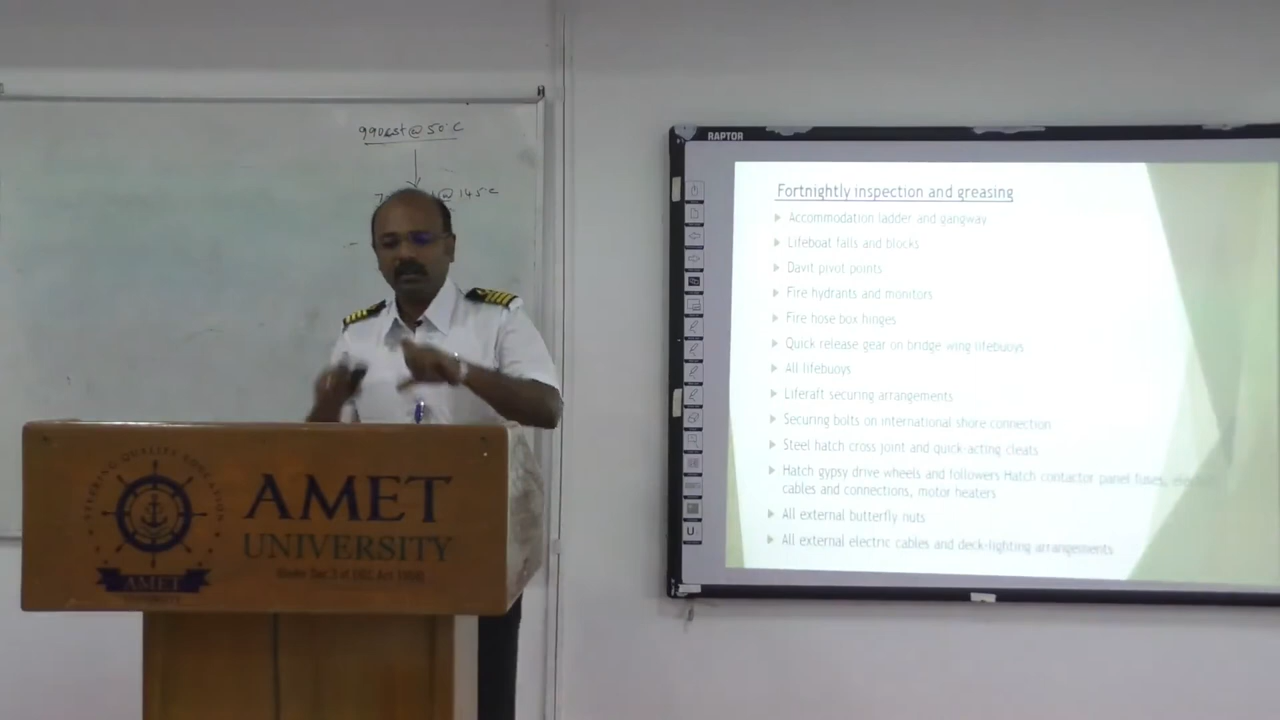 990cst@50°C
@145°C
RAPTOR
Fortnightly inspection and greasing
Accommodation ladder and gangway
Lifeboat falls and blocks
Davit pivot points
Fire hydrants and monitors
Fire hose box hinges
Quick release gear on bridge wing lifebuoys
All lifebuoys
Liferaft securing arrangements
Securing bolts on international shore connection
Steel hatch cross joint and quick-acting cleats
Hatch gypsy drive wheels and followers Hatch contactor panel fuses,
cables and connections, motor heaters
All external butterfly nuts
All external electric cables and deck-lighting arrangements
AMET
UNIVERSITY
AMET